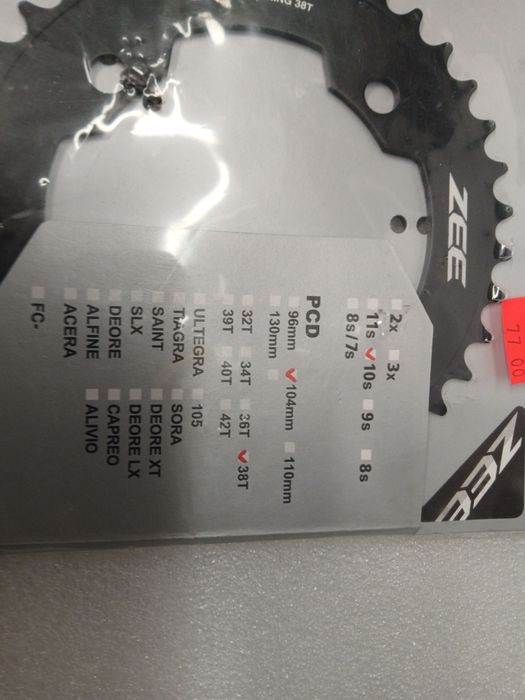 RING 38T
ZEE
77 00
ZEE
2x 3x
11s 10s 9s 8s
8s/7s
PCD
96mm 104mm 110mm
130mm
32T 34T 36T 38T
39T 40T 42T
ULTEGRA 105
TIAGRA SORA
SAINT DEORE XT
SLX DEORE LX
DEORE CAPREO
ALFINE ALIVIO
ACERA
FC-